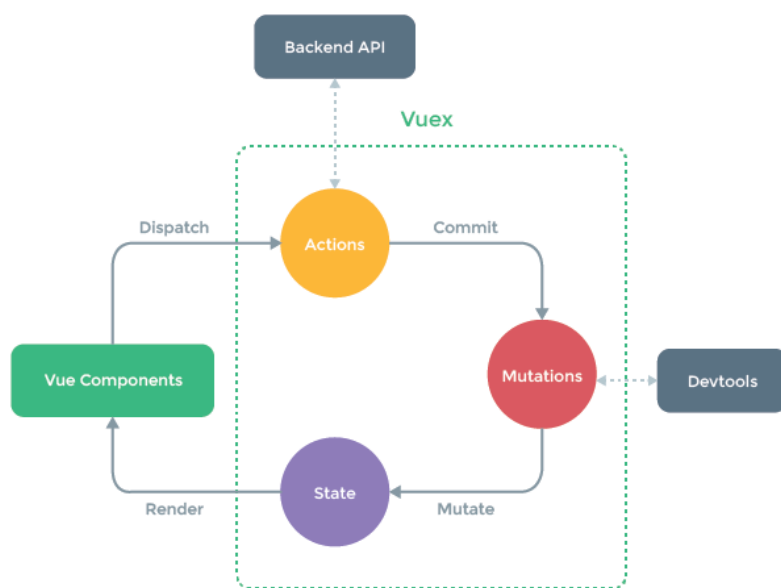 Backend API
Vuex
Dispatch
Actions
Commit
Vue Components
Mutations
Devtools
State
Render
Mutate